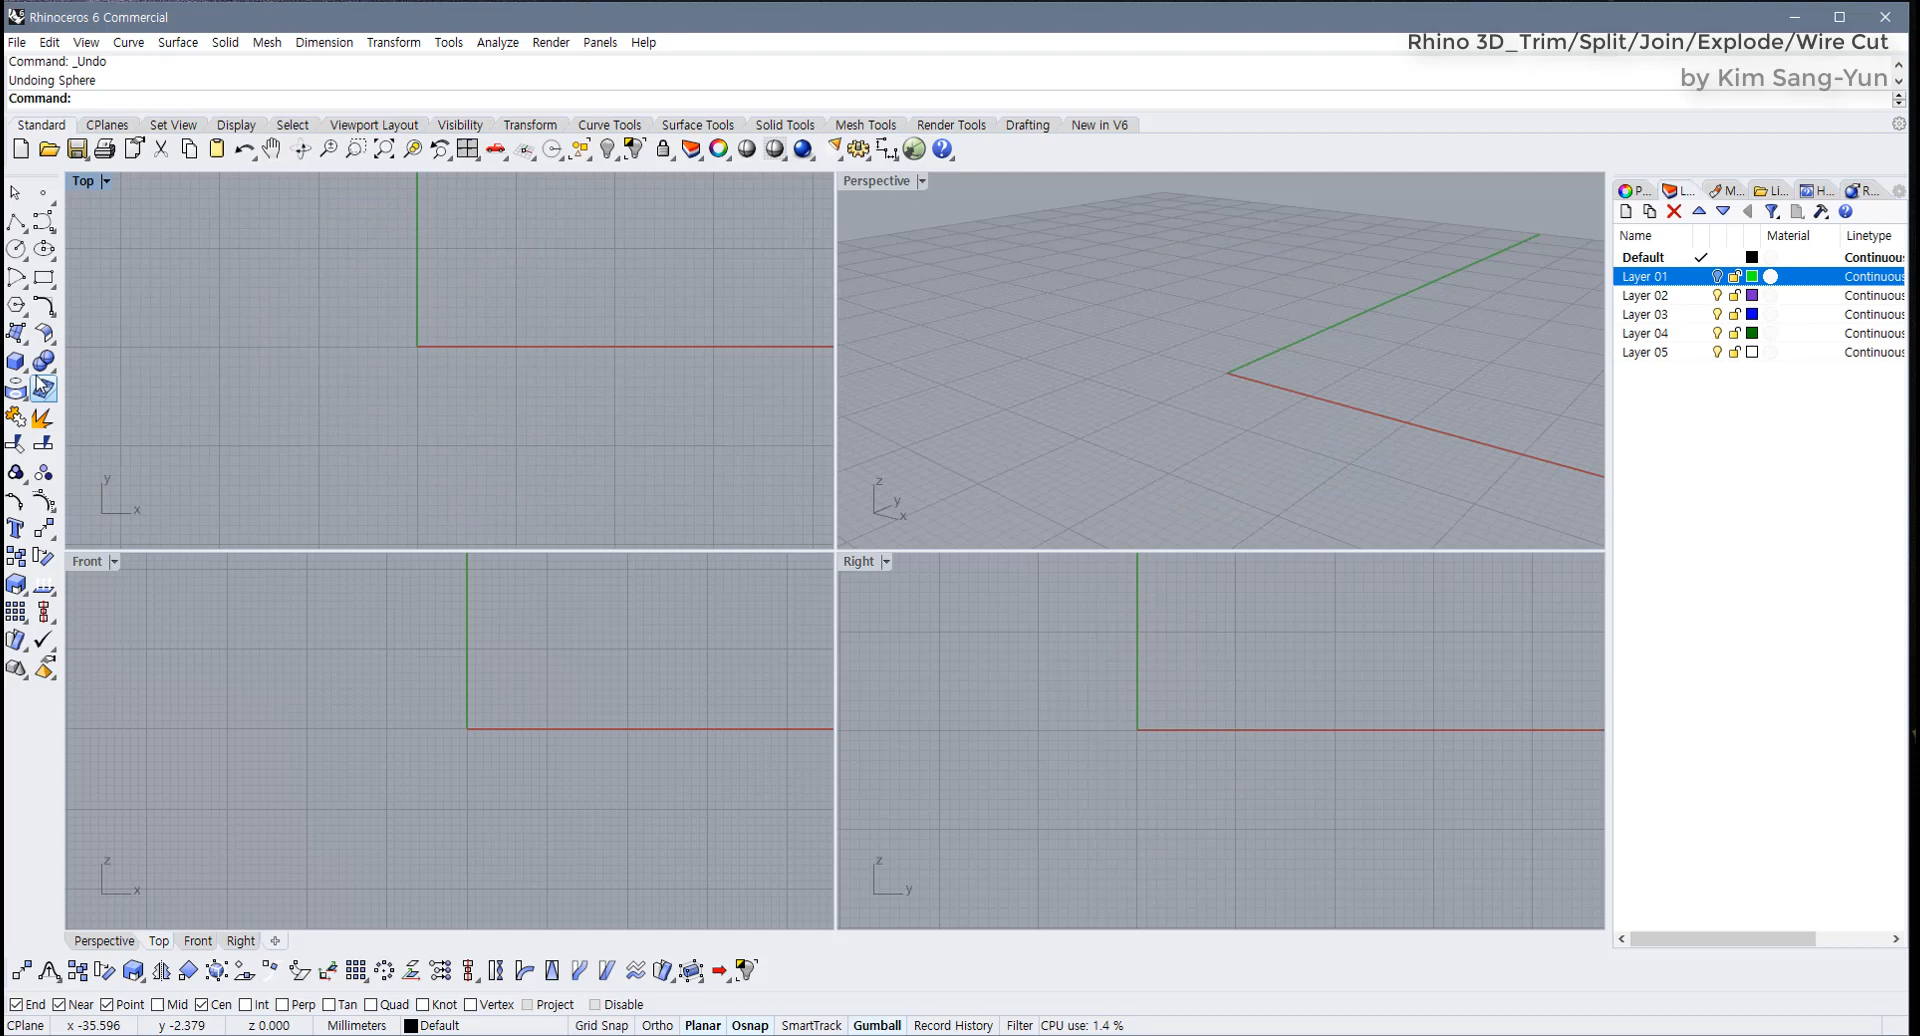 Rhinoceros 6 Commercial
File Edit View Curve Surface Solid Mesh Dimension Transform Tools Analyze Render Panels Help
Rhino 3D_Trim/Split/Join/Explode/Wire Cut
by Kim Sang-Yun
Command: _Undo
Undoing Sphere
Command:
Standard CPlanes Set View Display Select Viewport Layout Visibility Transform Curve Tools Surface Tools Solid Tools Mesh Tools Render Tools Drafting New in V6
Top
Perspective
P... L... M... Li... H... R...
Name Material Linetype
Default Continuous
Layer 01 Continuous
Layer 02 Continuous
Layer 03 Continuous
Layer 04 Continuous
Layer 05 Continuous
y
x
z
y
x
Front
Right
z
x
z
y
Perspective Top Front Right
End Near Point Mid Cen Int Perp Tan Quad Knot Vertex Project Disable
CPlane x -35.596 y -2.379 z 0.000 Millimeters Default Grid Snap Ortho Planar Osnap SmartTrack Gumball Record History Filter CPU use: 1.4 %